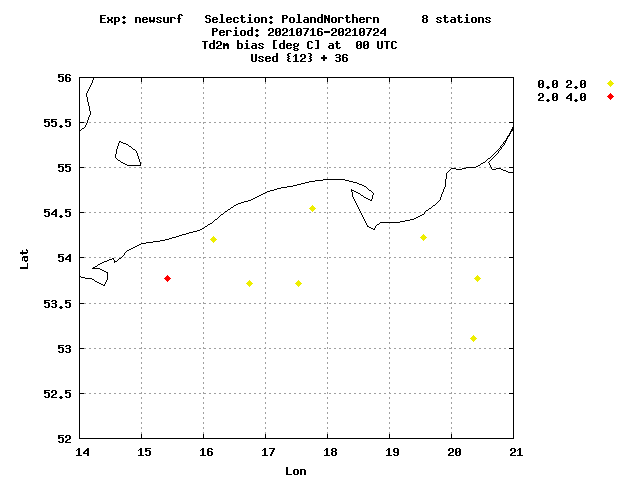 Exp: newsurf   Selection: PolandNorthern      8 stations
Period: 20210716-20210724
Td2m bias [deg C] at  00 UTC
Used {12} + 36
0.0 2.0
2.0 4.0
56
55.5
55
54.5
54
53.5
53
52.5
52
Lat
14 15 16 17 18 19 20 21
Lon